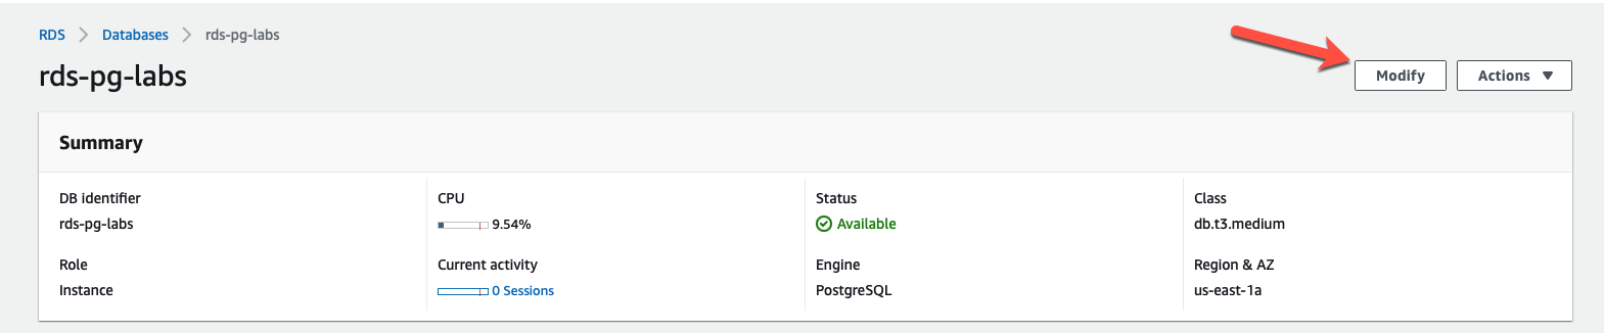 RDS > Databases > rds-pg-labs
rds-pg-labs
Modify
Actions ▼
Summary
DB identifier
rds-pg-labs
CPU
9.54%
Status
Available
Class
db.t3.medium
Role
Instance
Current activity
0 Sessions
Engine
PostgreSQL
Region & AZ
us-east-1a